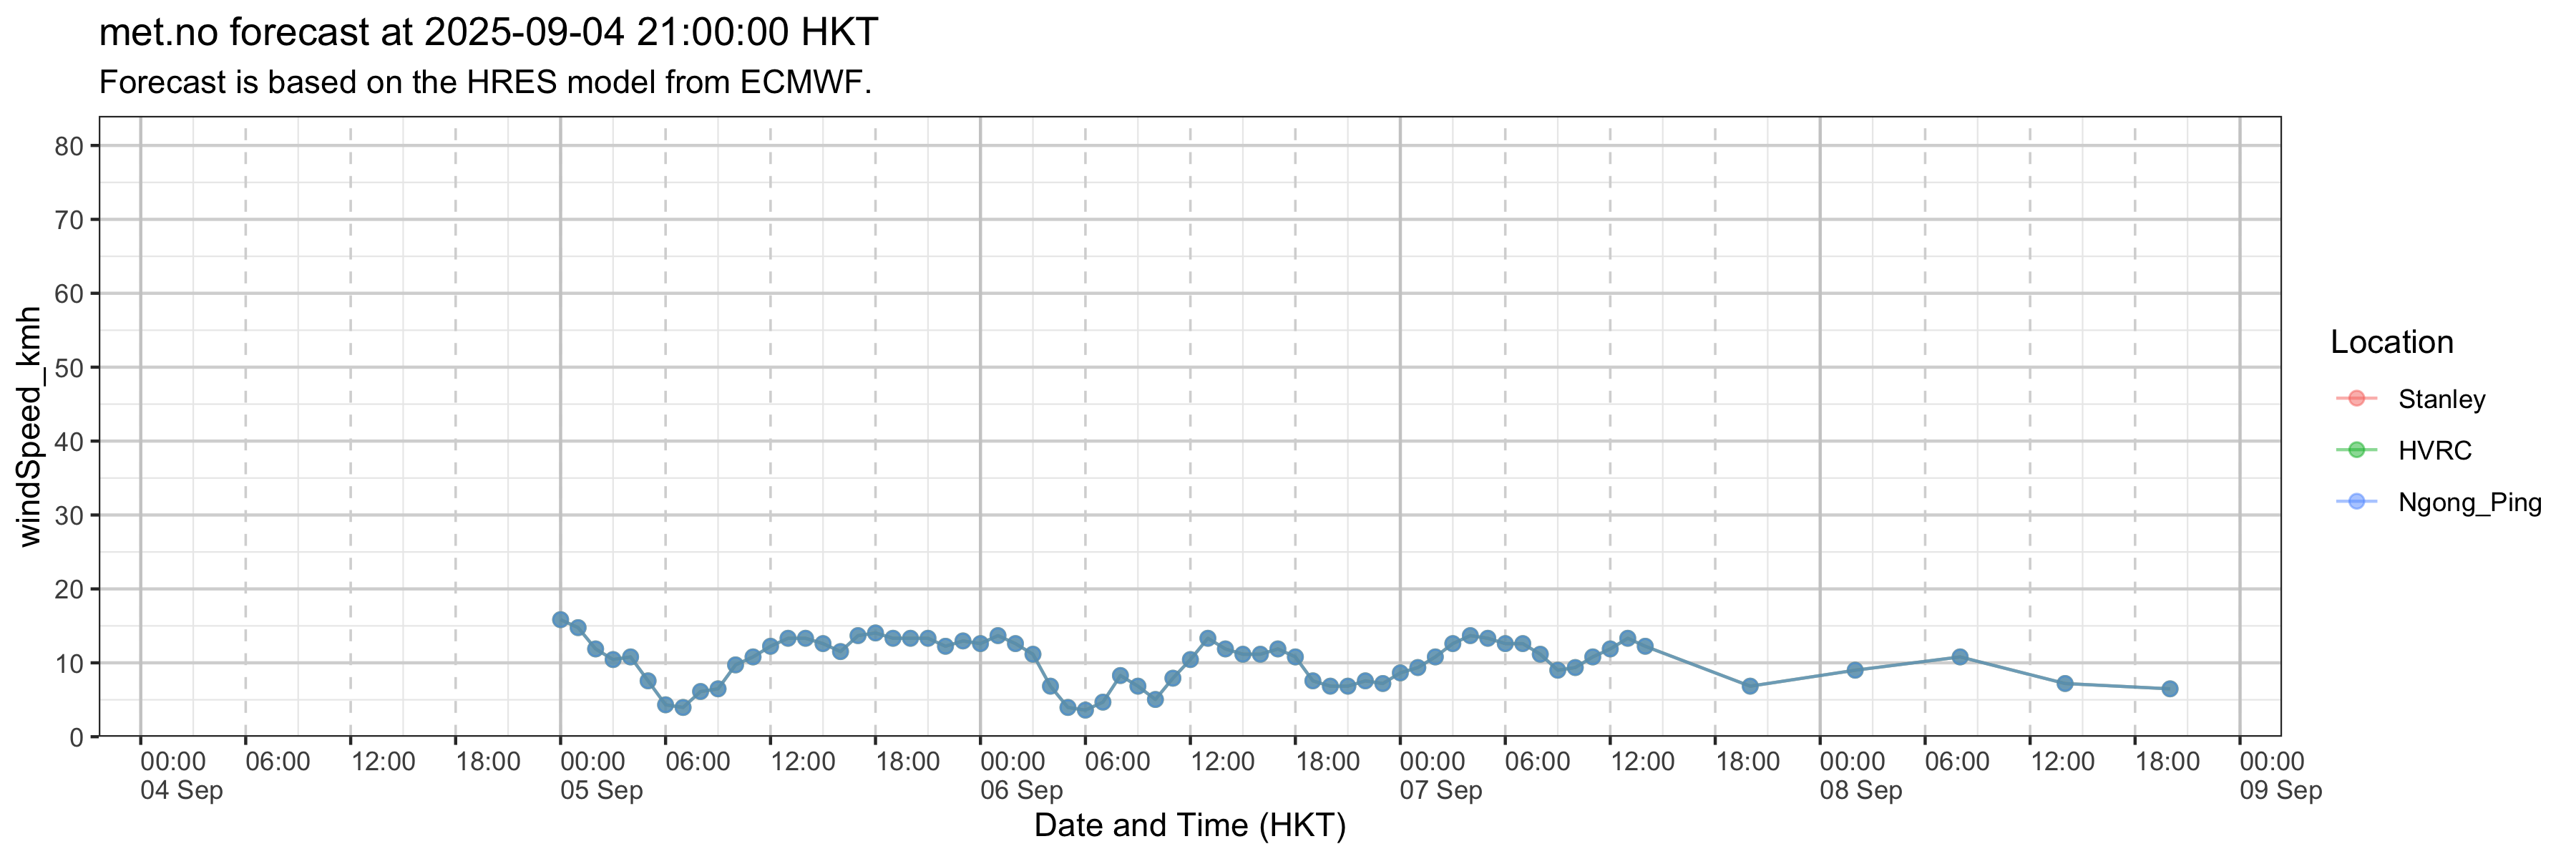 met.no forecast at 2025-09-04 21:00:00 HKT
Forecast is based on the HRES model from ECMWF.
windSpeed_kmh
80
70
60
50
40
30
20
10
0
00:00 06:00 12:00 18:00 00:00 06:00 12:00 18:00 00:00 06:00 12:00 18:00 00:00 06:00 12:00 18:00 00:00 06:00 12:00 18:00 00:00
04 Sep 05 Sep 06 Sep 07 Sep 08 Sep 09 Sep
Date and Time (HKT)
Location
Stanley
HVRC
Ngong_Ping